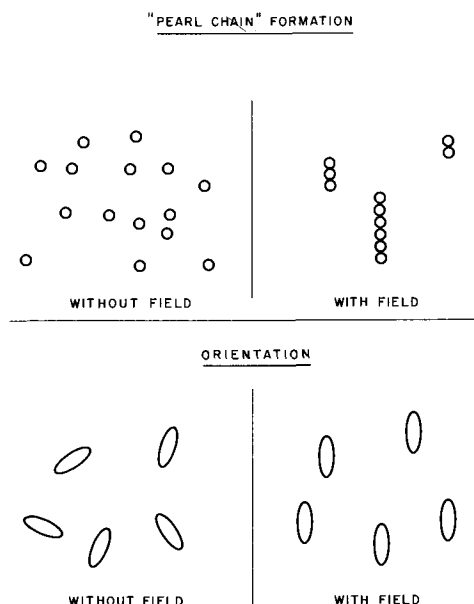 "PEARL CHAIN" FORMATION
WITHOUT FIELD
WITH FIELD
ORIENTATION
WITHOUT FIELD
WITH FIELD